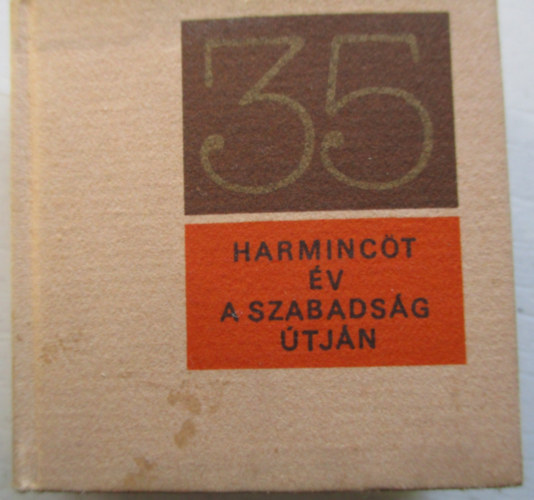 35
HARMINCÖT
ÉV
A SZABADSÁG
ÚTJÁN